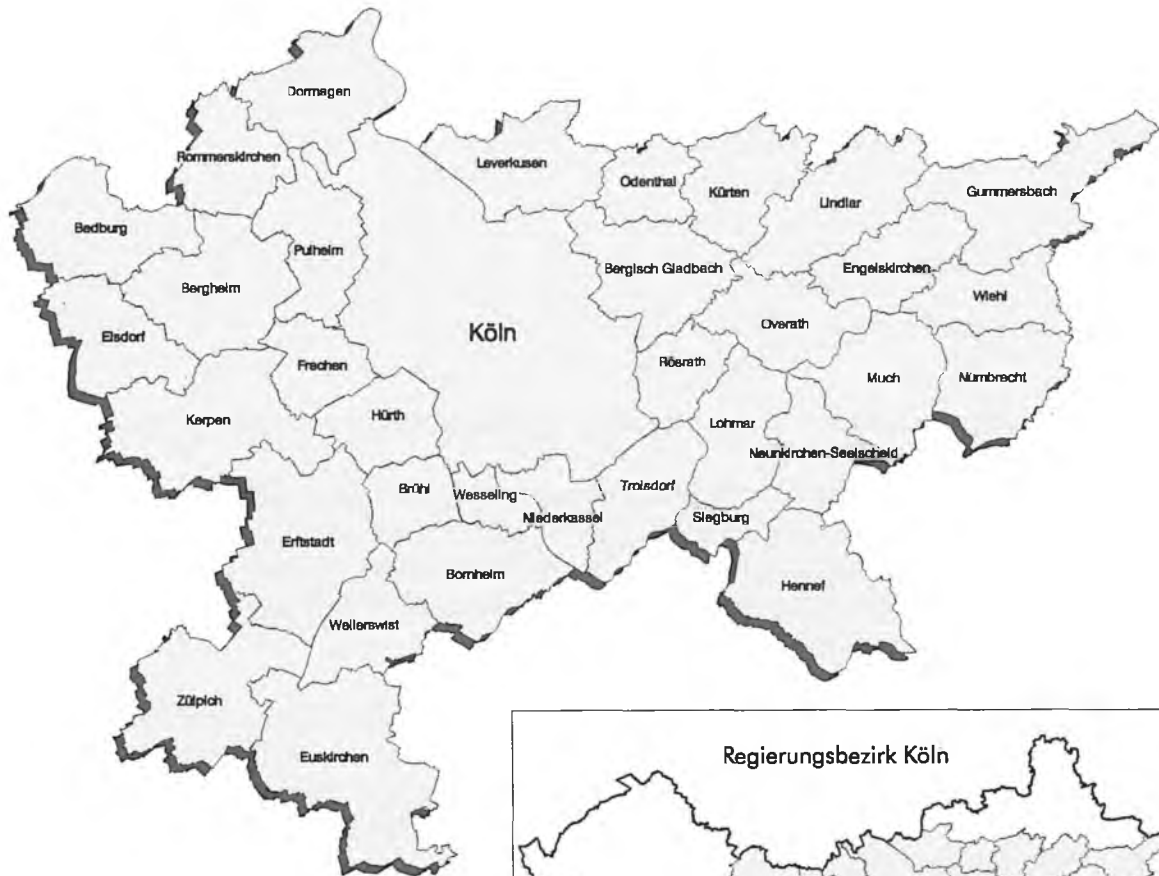 Dormagen
Rommerskirchen
Leverkusen
Odenthal
Kürten
Lindlar
Gummersbach
Bedburg
Pulheim
Bergheim
Bergisch Gladbach
Engelskirchen
Wiehl
Elsdorf
Köln
Overath
Frechen
Rösrath
Much
Nümbrecht
Kerpen
Hürth
Lohmar
Neunkirchen-Seelscheid
Brühl
Wesseling
Troisdorf
Niederkassel
Siegburg
Erftstadt
Bornheim
Hennef
Weilerswist
Zülpich
Euskirchen
Regierungsbezirk Köln